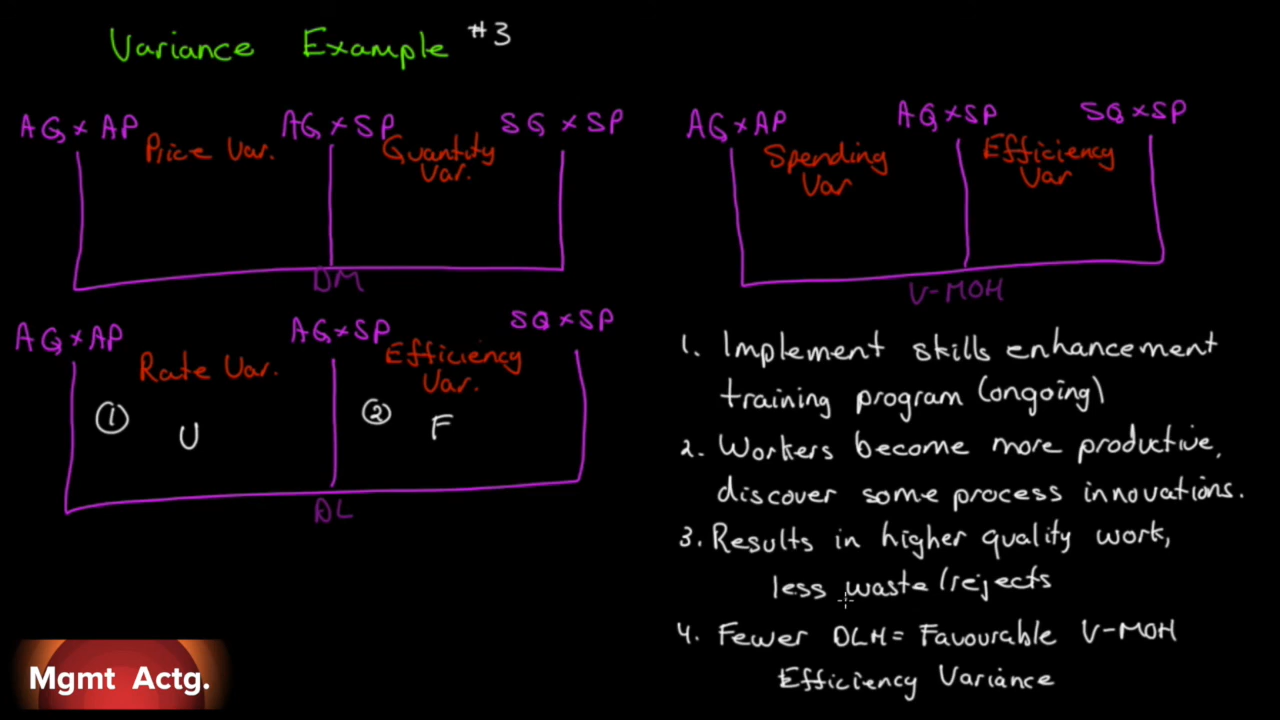 Variance Example #3
AQ × AP
AQ × SP
SQ × SP
Price Var.
Quantity
Var.
DM
AQ × AP
AQ × SP
SQ × SP
Rate Var.
Efficiency
Var.
① U
② F
DL
AQ × AP
AQ × SP
SQ × SP
Spending
Var
Efficiency
Var
V-MOH
1. Implement skills enhancement
training program (ongoing)
2. Workers become more productive,
discover some process innovations.
3. Results in higher quality work,
less waste/rejects
4. Fewer DLH = Favourable V-MOH
Efficiency Variance
Mgmt Actg.